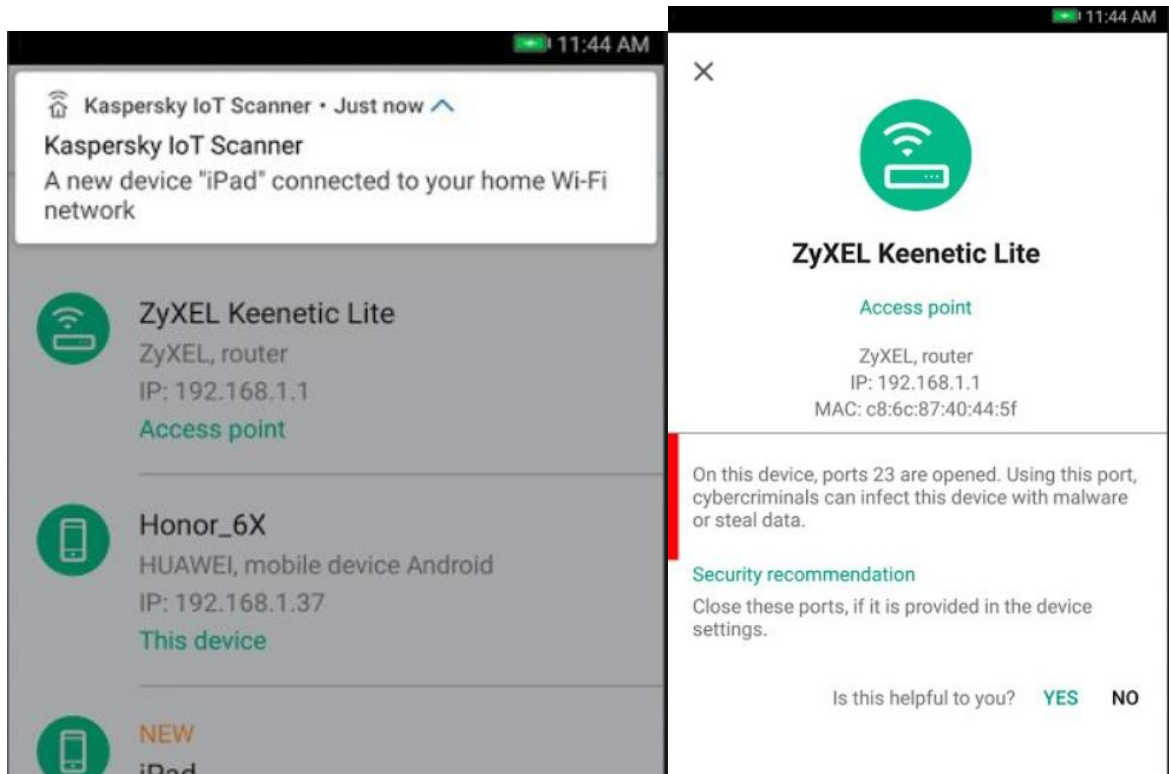 11:44 AM
Kaspersky IoT Scanner • Just now
Kaspersky IoT Scanner
A new device "iPad" connected to your home Wi-Fi
network
ZyXEL Keenetic Lite
ZyXEL, router
IP: 192.168.1.1
Access point
Honor_6X
HUAWEI, mobile device Android
IP: 192.168.1.37
This device
NEW
iPad
11:44 AM
ZyXEL Keenetic Lite
Access point
ZyXEL, router
IP: 192.168.1.1
MAC: c8:6c:87:40:44:5f
On this device, ports 23 are opened. Using this port,
cybercriminals can infect this device with malware
or steal data.
Security recommendation
Close these ports, if it is provided in the device
settings.
Is this helpful to you? YES NO